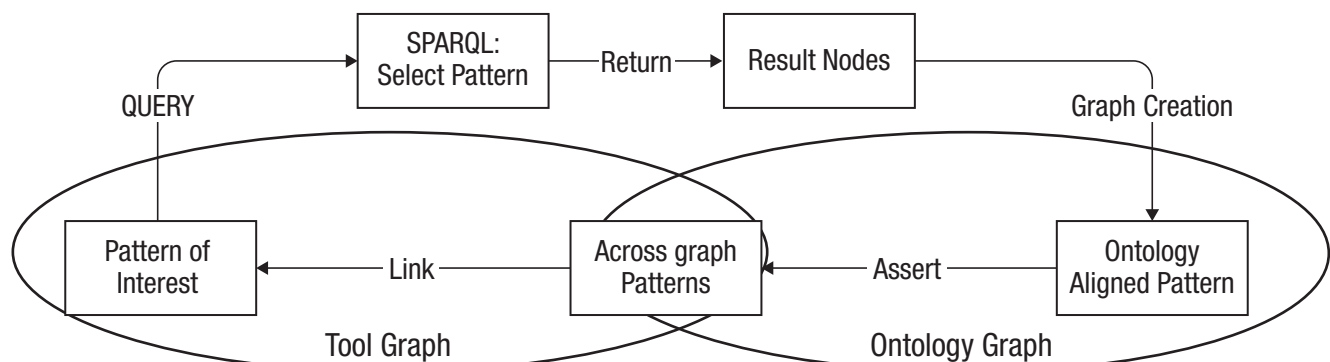 SPARQL:
Select Pattern
Return
Result Nodes
QUERY
Graph Creation
Pattern of
Interest
Link
Across graph
Patterns
Assert
Ontology
Aligned Pattern
Tool Graph
Ontology Graph